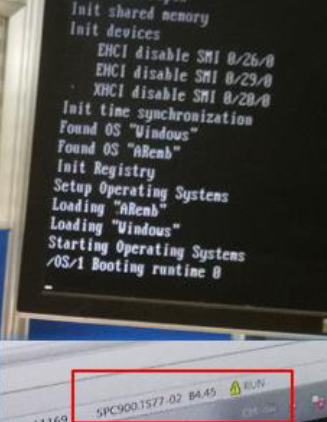 Init shared memory
Init devices
EHCI disable SMI 0/26/0
EHCI disable SMI 0/29/0
XHCI disable SMI 0/20/0
Init time synchronization
Found OS "Windows"
Found OS "ARemb"
Init Registry
Setup Operating Systems
Loading "ARemb"
Loading "Windows"
Starting Operating Systems
/OS/1 Booting runtime 0
1169 5PC900.TS77-02 B4.45 RUN